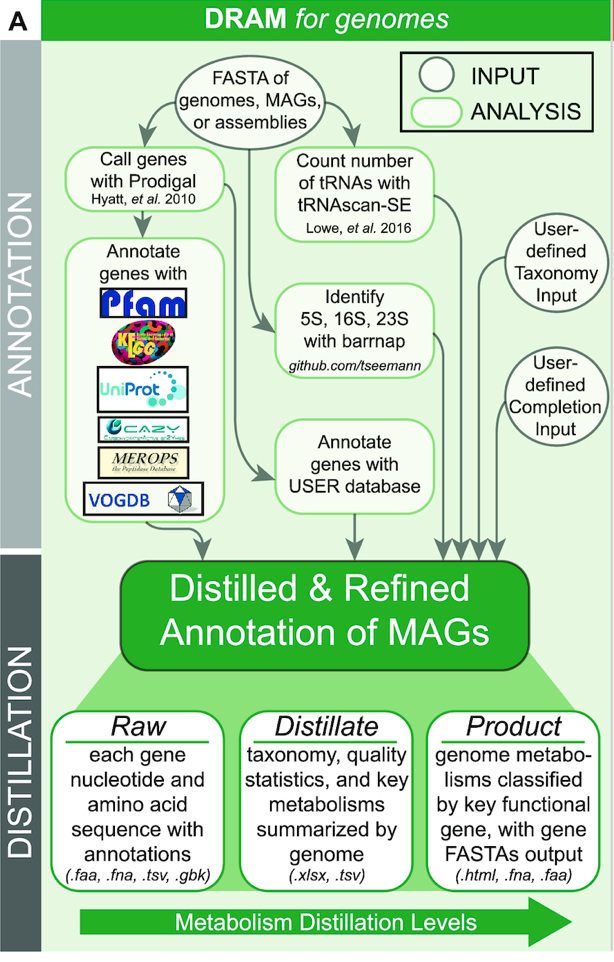 A
DRAM for genomes
ANNOTATION
FASTA of
genomes, MAGs,
or assemblies
INPUT
ANALYSIS
Call genes
with Prodigal
Hyatt, et al. 2010
Count number
of tRNAs with
tRNAscan-SE
Lowe, et al. 2016
User-
defined
Taxonomy
Input
Annotate
genes with
Pfam
KEGG
UniProt
CAZY
CARBOHYDRATE-ACTIVE ENZYMES
MEROPS
the Peptidase Database
VOGDB
Identify
5S, 16S, 23S
with barrnap
github.com/tseemann
User-
defined
Completion
Input
Annotate
genes with
USER database
DISTILLATION
Distilled & Refined
Annotation of MAGs
Raw
each gene
nucleotide and
amino acid
sequence with
annotations
(.faa, .fna, .tsv, .gbk)
Distillate
taxonomy, quality
statistics, and key
metabolisms
summarized by
genome
(.xlsx, .tsv)
Product
genome metabo-
lisms classified
by key functional
gene, with gene
FASTAs output
(.html, .fna, .faa)
Metabolism Distillation Levels